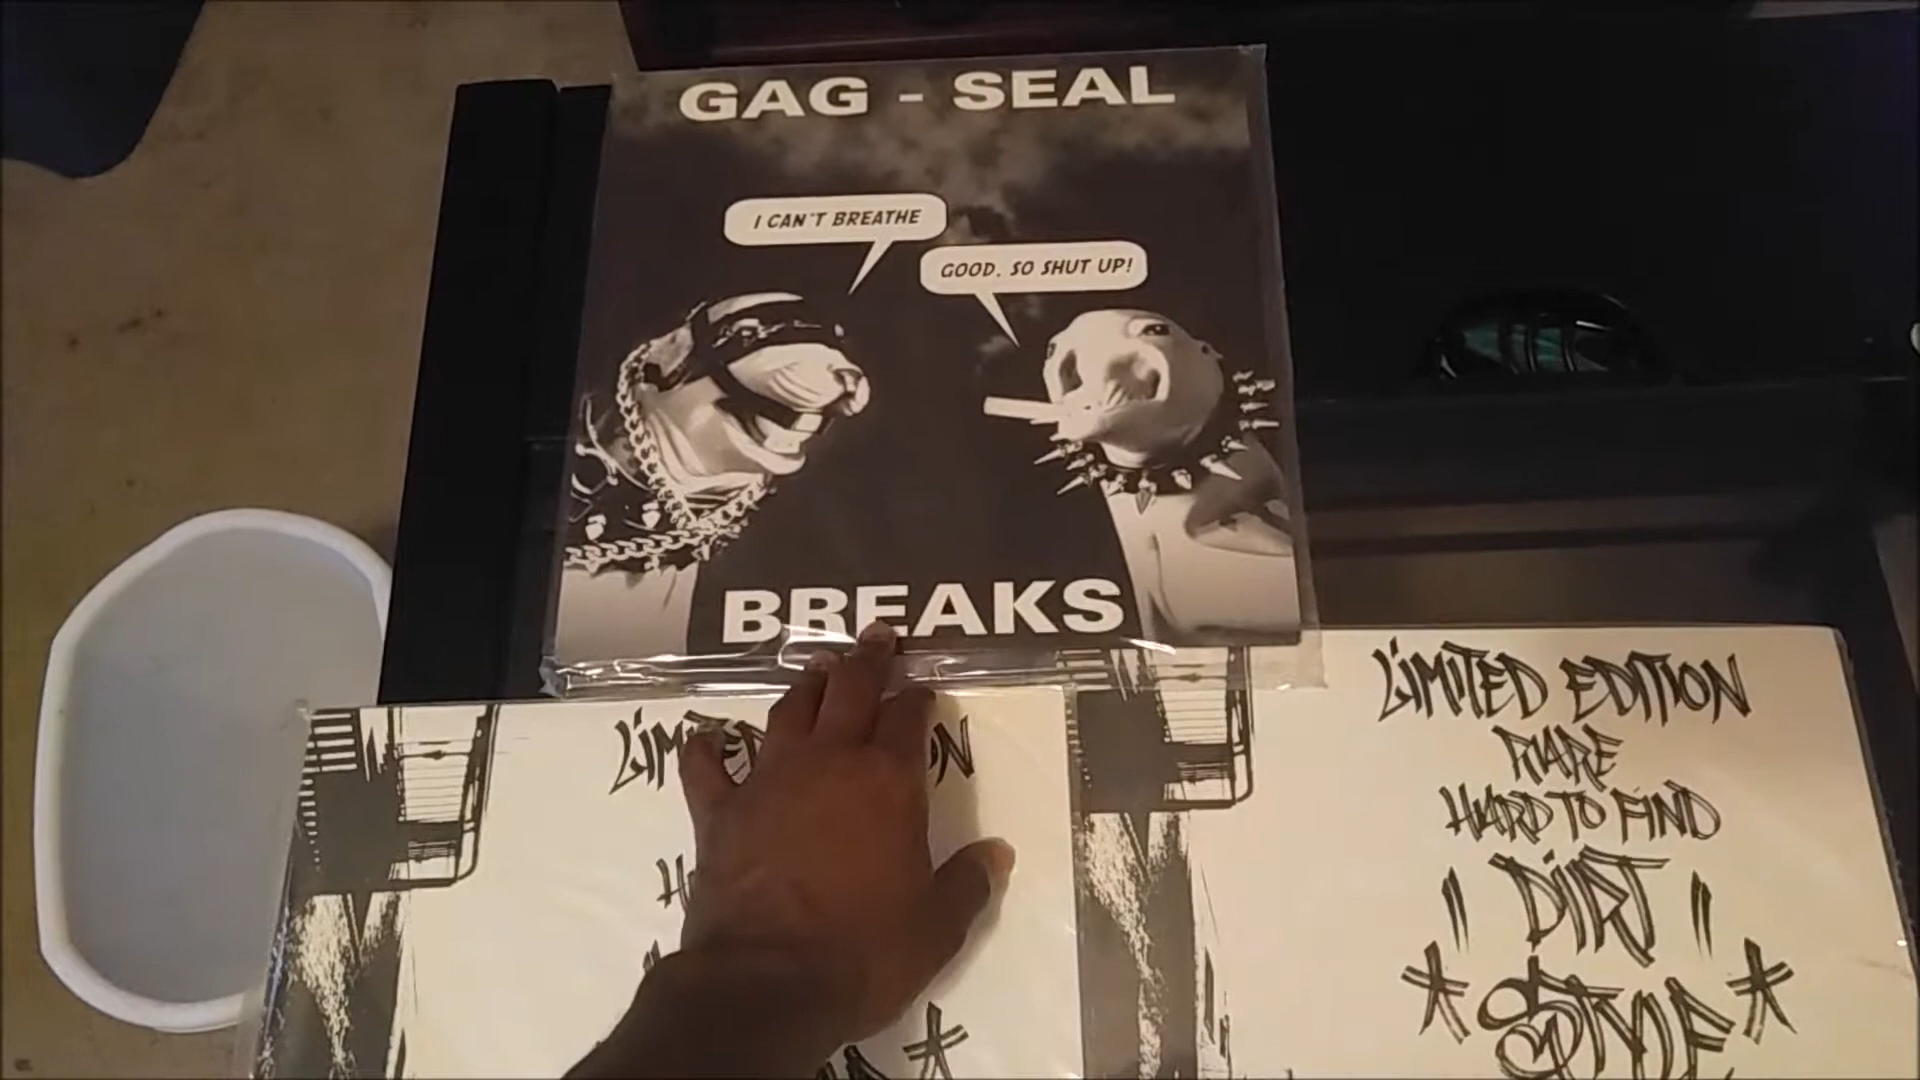 GAG - SEAL
I CAN'T BREATHE
GOOD, SO SHUT UP!
BREAKS
LIMITED EDITION
RARE
HARD TO FIND
"DIRT"
*STYLE*